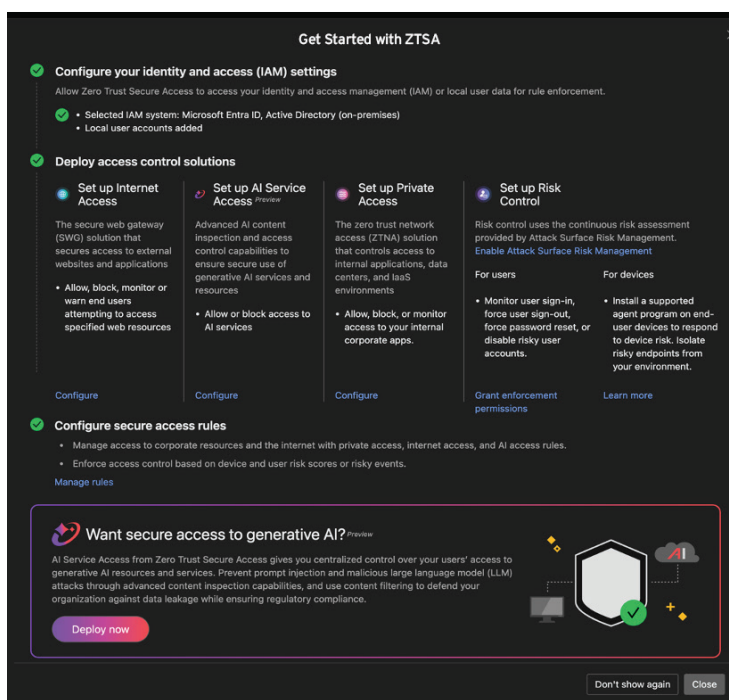 Get Started with ZTSA
Configure your identity and access (IAM) settings
Allow Zero Trust Secure Access to access your identity and access management (IAM) or local user data for rule enforcement.
• Selected IAM system: Microsoft Entra ID, Active Directory (on-premises)
• Local user accounts added
Deploy access control solutions
Set up Internet
Access
The secure web gateway
(SWG) solution that
secures access to external
websites and applications
• Allow, block, monitor or
warn end users
attempting to access
specified web resources
Configure
Set up AI Service
Access Preview
Advanced AI content
inspection and access
control capabilities to
ensure secure use of
generative AI services and
resources
• Allow or block access to
AI services
Configure
Set up Private
Access
The zero trust network
access (ZTNA) solution
that controls access to
internal applications, data
centers, and IaaS
environments
• Allow, block, or monitor
access to your internal
corporate apps.
Configure
Set up Risk
Control
Risk control uses the continuous risk assessment
provided by Attack Surface Risk Management.
Enable Attack Surface Risk Management
For users
• Monitor user sign-in,
force user sign-out,
force password reset, or
disable risky user
accounts.
Grant enforcement
permissions
For devices
• Install a supported
agent program on end-
user devices to respond
to device risk. Isolate
risky endpoints from
your environment.
Learn more
Configure secure access rules
• Manage access to corporate resources and the internet with private access, internet access, and AI access rules.
• Enforce access control based on device and user risk scores or risky events.
Manage rules
Want secure access to generative AI? Preview
AI Service Access from Zero Trust Secure Access gives you centralized control over your users' access to
generative AI resources and services. Prevent prompt injection and malicious large language model (LLM)
attacks through advanced content inspection capabilities, and use content filtering to defend your
organization against data leakage while ensuring regulatory compliance.
Deploy now
AI
Don't show again
Close